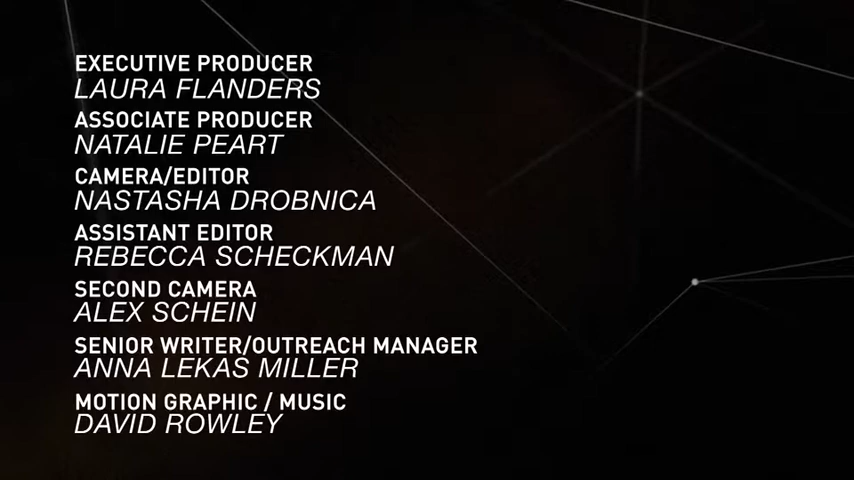 EXECUTIVE PRODUCER
LAURA FLANDERS
ASSOCIATE PRODUCER
NATALIE PEART
CAMERA/EDITOR
NASTASHA DROBNICA
ASSISTANT EDITOR
REBECCA SCHECKMAN
SECOND CAMERA
ALEX SCHEIN
SENIOR WRITER/OUTREACH MANAGER
ANNA LEKAS MILLER
MOTION GRAPHIC / MUSIC
DAVID ROWLEY